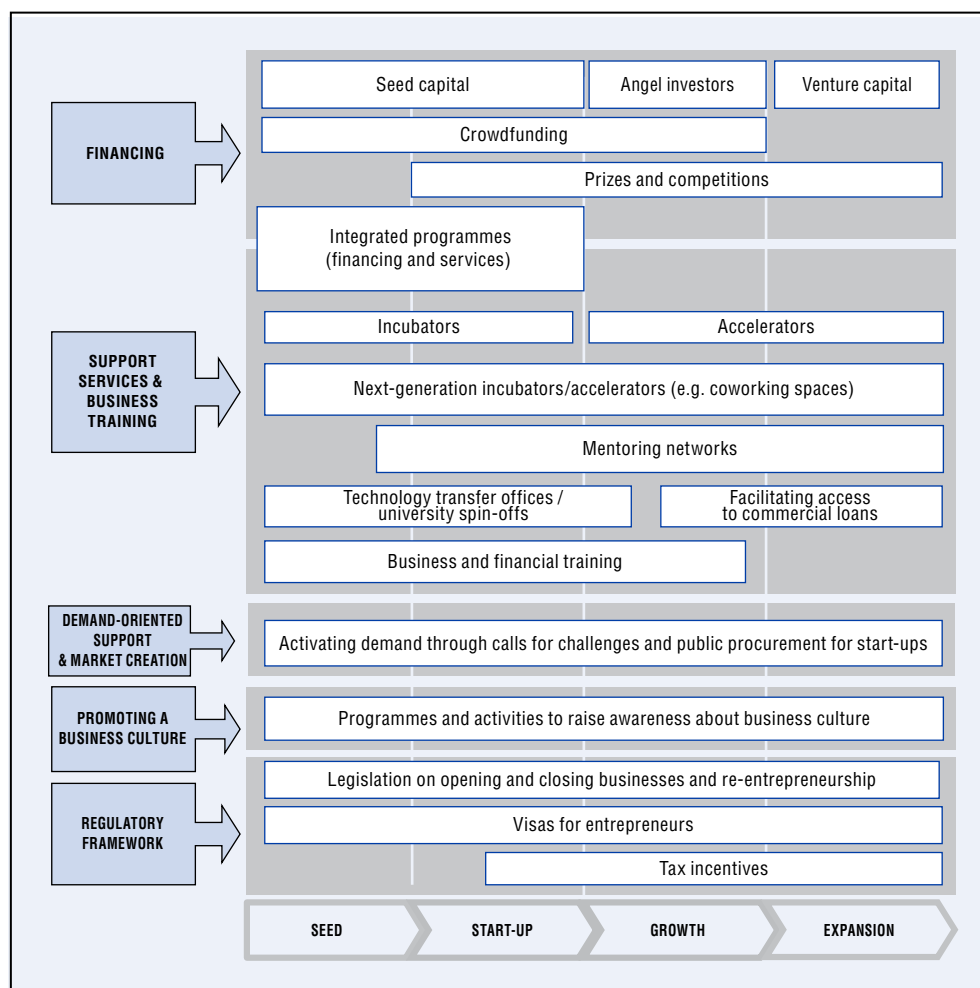 FINANCING
Seed capital
Angel investors
Venture capital
Crowdfunding
Prizes and competitions
Integrated programmes
(financing and services)
SUPPORT
SERVICES &
BUSINESS
TRAINING
Incubators
Accelerators
Next-generation incubators/accelerators (e.g. coworking spaces)
Mentoring networks
Technology transfer offices /
university spin-offs
Facilitating access
to commercial loans
Business and financial training
DEMAND-ORIENTED
SUPPORT
& MARKET CREATION
Activating demand through calls for challenges and public procurement for start-ups
PROMOTING A
BUSINESS CULTURE
Programmes and activities to raise awareness about business culture
REGULATORY
FRAMEWORK
Legislation on opening and closing businesses and re-entrepreneurship
Visas for entrepreneurs
Tax incentives
SEED
START-UP
GROWTH
EXPANSION